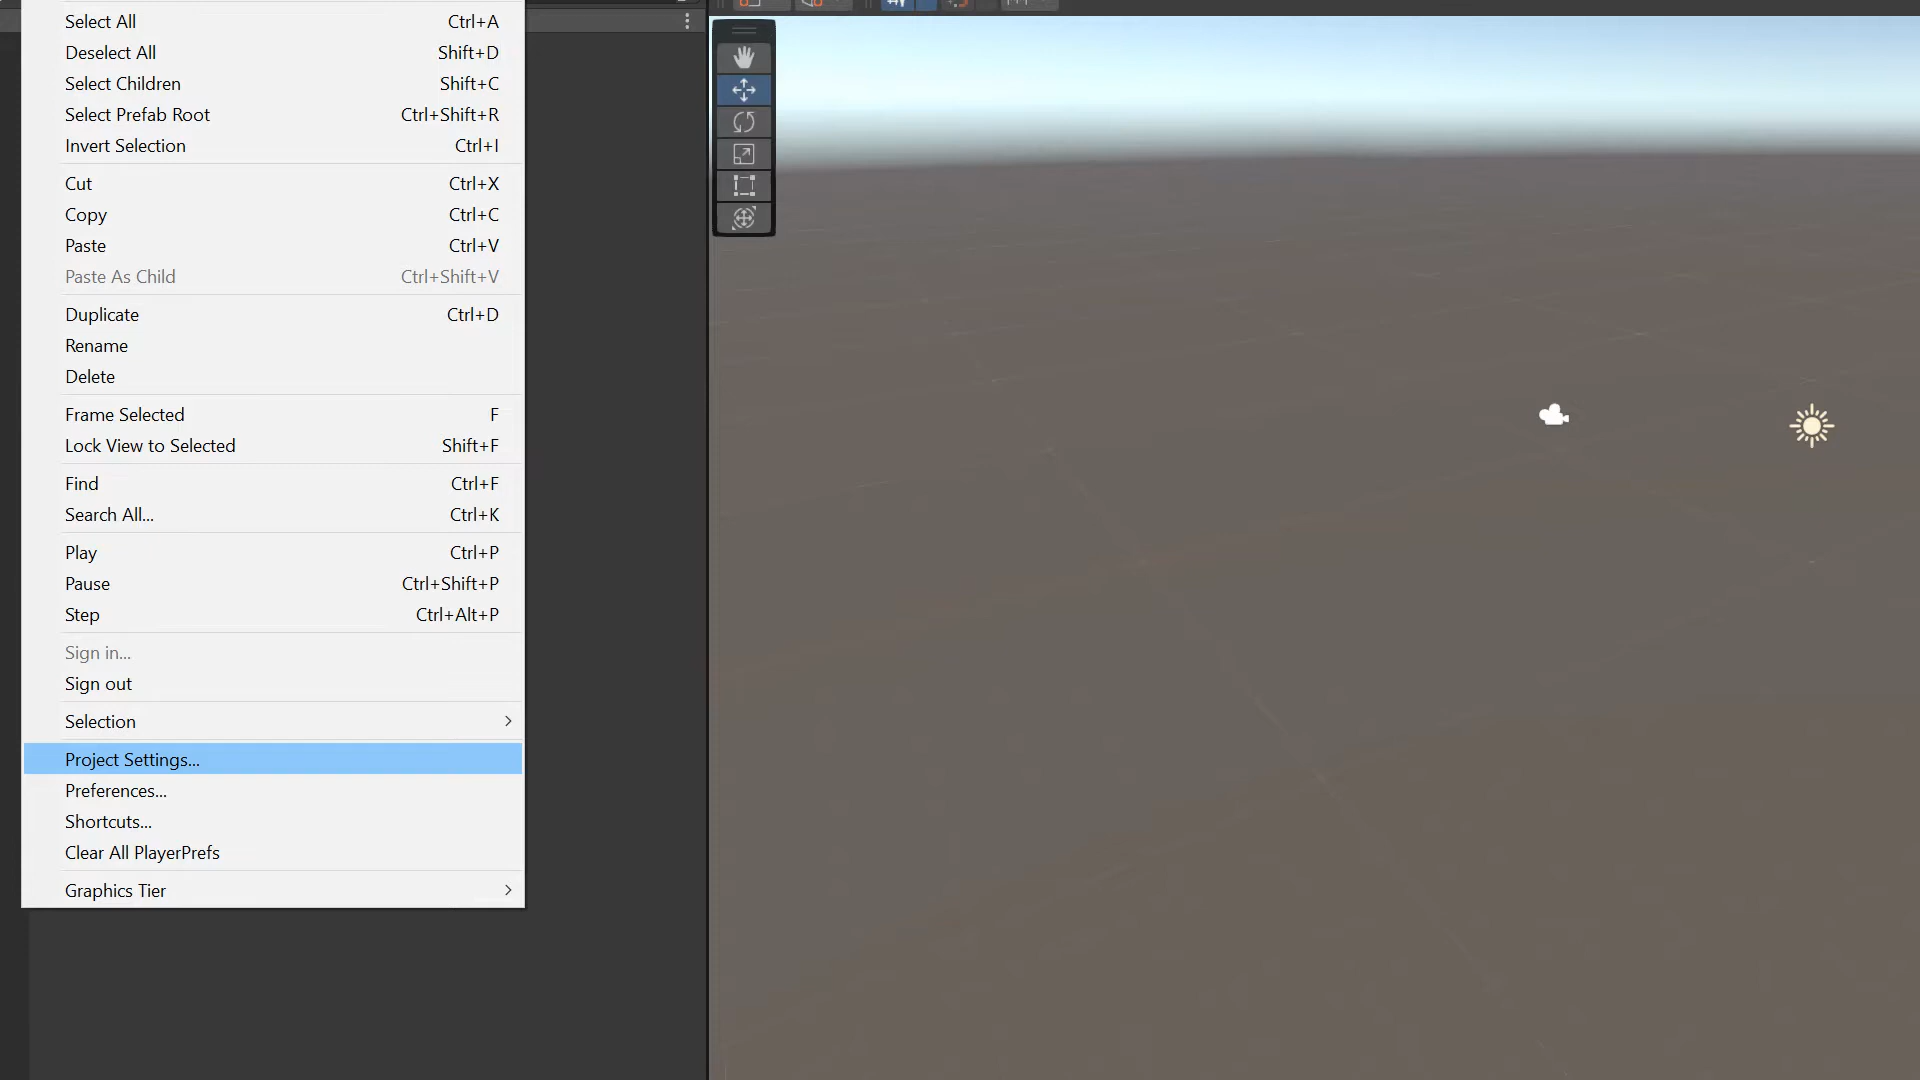 Select All Ctrl+A
Deselect All Shift+D
Select Children Shift+C
Select Prefab Root Ctrl+Shift+R
Invert Selection Ctrl+I
Cut Ctrl+X
Copy Ctrl+C
Paste Ctrl+V
Paste As Child Ctrl+Shift+V
Duplicate Ctrl+D
Rename
Delete
Frame Selected F
Lock View to Selected Shift+F
Find Ctrl+F
Search All... Ctrl+K
Play Ctrl+P
Pause Ctrl+Shift+P
Step Ctrl+Alt+P
Sign in...
Sign out
Selection
Project Settings...
Preferences...
Shortcuts...
Clear All PlayerPrefs
Graphics Tier